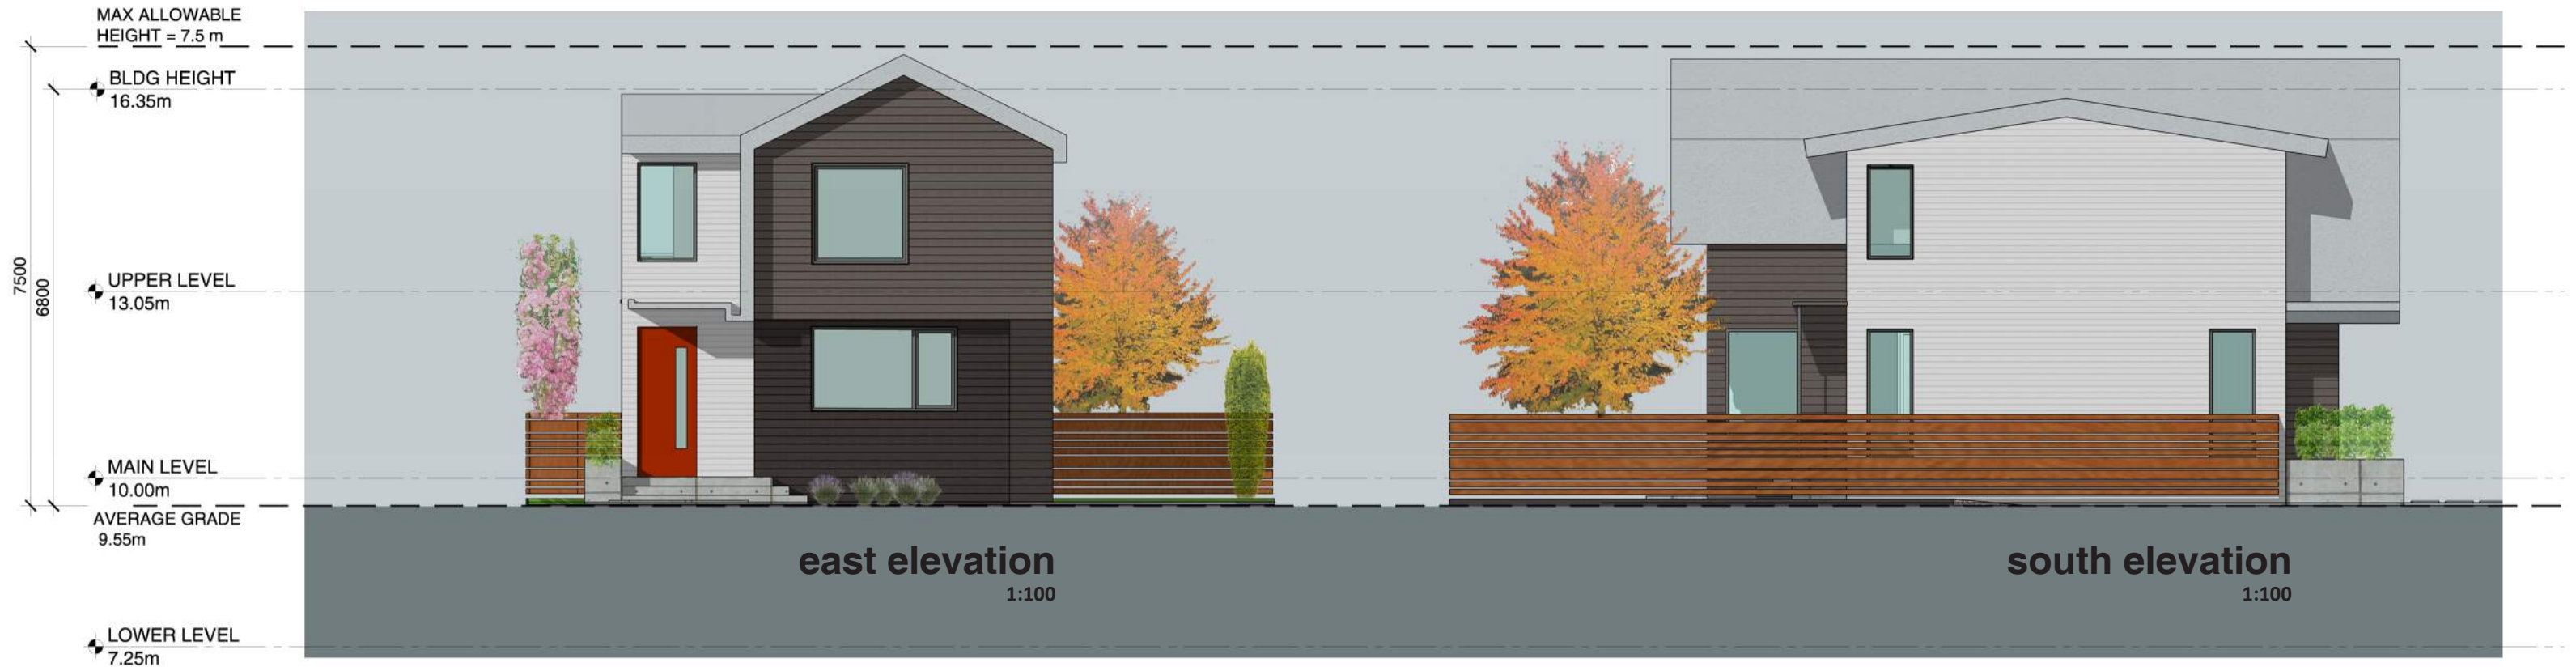 MAX ALLOWABLE
HEIGHT = 7.5 m
BLDG HEIGHT
16.35m
7500
6800
UPPER LEVEL
13.05m
MAIN LEVEL
10.00m
AVERAGE GRADE
9.55m
east elevation
1:100
south elevation
1:100
LOWER LEVEL
7.25m